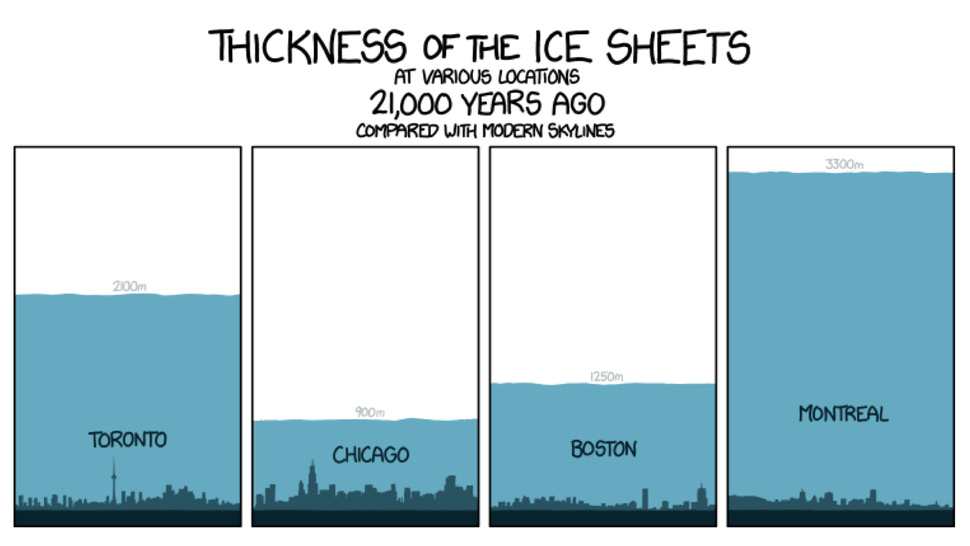 THICKNESS OF THE ICE SHEETS
AT VARIOUS LOCATIONS
21,000 YEARS AGO
COMPARED WITH MODERN SKYLINES
2100m
TORONTO
900m
CHICAGO
1250m
BOSTON
3300m
MONTREAL